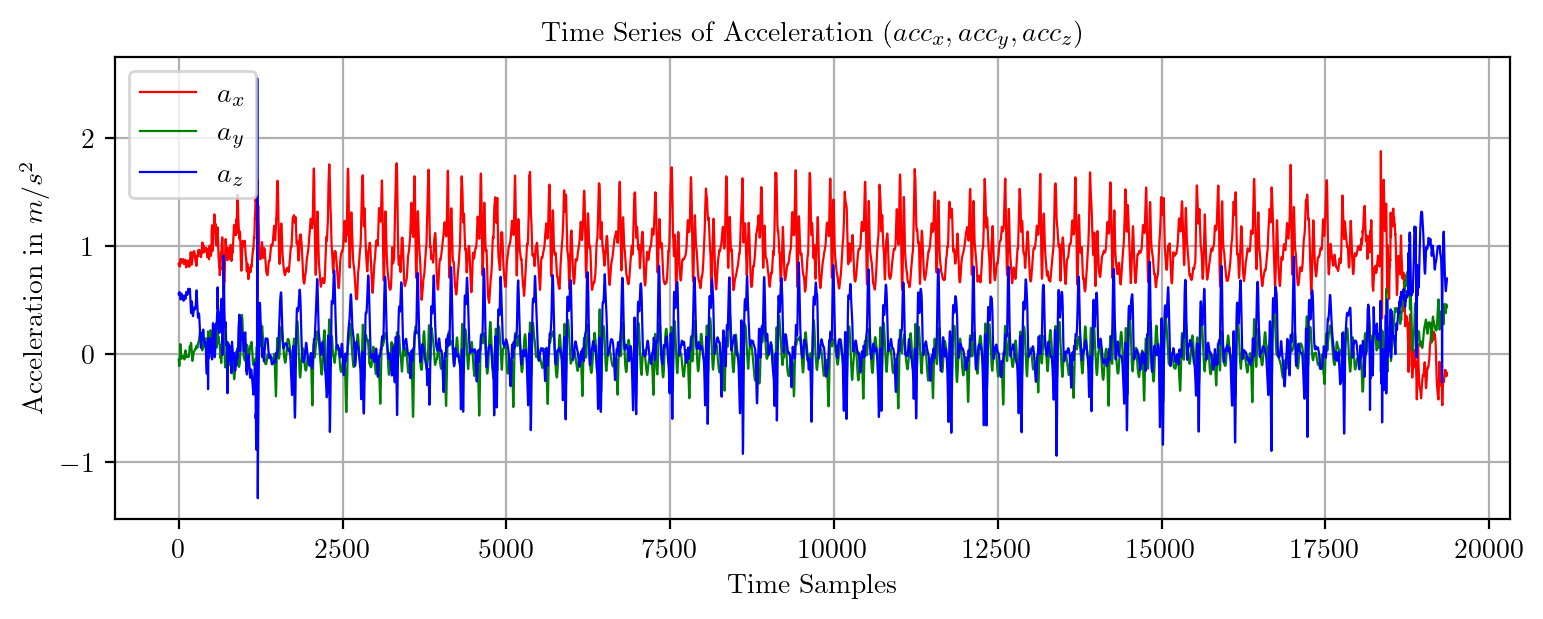 Time Series of Acceleration (acc_x, acc_y, acc_z)
Acceleration in m/s²
2
1
0
−1
a_x
a_y
a_z
0 2500 5000 7500 10000 12500 15000 17500 20000
Time Samples